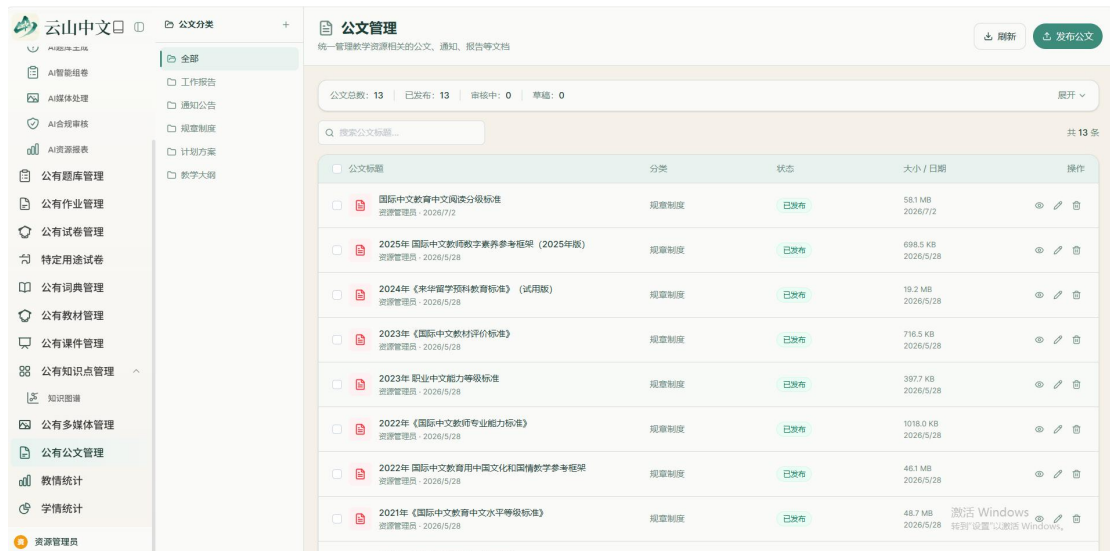 云山中文
AI题库生成
AI智能组卷
AI媒体处理
AI合规审核
AI资源报表
公有题库管理
公有作业管理
公有试卷管理
特定用途试卷
公有词典管理
公有教材管理
公有课件管理
公有知识点管理
知识图谱
公有多媒体管理
公有公文管理
教情统计
学情统计
资源管理员
公文分类
全部
工作报告
通知公告
规章制度
计划方案
教学大纲
公文管理
统一管理教学资源相关的公文、通知、报告等文档
刷新
发布公文
公文总数: 13 已发布: 13 审核中: 0 草稿: 0 展开
搜索公文标题...
共 13 条
公文标题 分类 状态 大小 / 日期 操作
国际中文教育中文阅读分级标准
资源管理员 · 2026/7/2
规章制度 已发布
58.1 MB
2026/7/2
2025年 国际中文教师数字素养参考框架（2025年版）
资源管理员 · 2026/5/28
规章制度 已发布
698.5 KB
2026/5/28
2024年《来华留学预科教育标准》（试用版）
资源管理员 · 2026/5/28
规章制度 已发布
19.2 MB
2026/5/28
2023年《国际中文教材评价标准》
资源管理员 · 2026/5/28
规章制度 已发布
716.5 KB
2026/5/28
2023年 职业中文能力等级标准
资源管理员 · 2026/5/28
规章制度 已发布
397.7 KB
2026/5/28
2022年《国际中文教师专业能力标准》
资源管理员 · 2026/5/28
规章制度 已发布
1018.0 KB
2026/5/28
2022年 国际中文教育用中国文化和国情教学参考框架
资源管理员 · 2026/5/28
规章制度 已发布
46.1 MB
2026/5/28
2021年《国际中文教育中文水平等级标准》
资源管理员 · 2026/5/28
规章制度 已发布
48.7 MB
2026/5/28
激活 Windows
转到"设置"以激活 Windows。